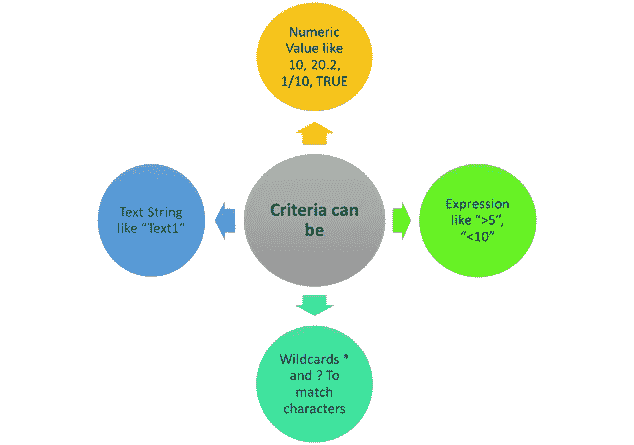 Numeric
Value like
10, 20.2,
1/10, TRUE
Text String
like "Text1"
Criteria can
be
Expression
like ">5",
"<10"
Wildcards *
and ? To
match
characters